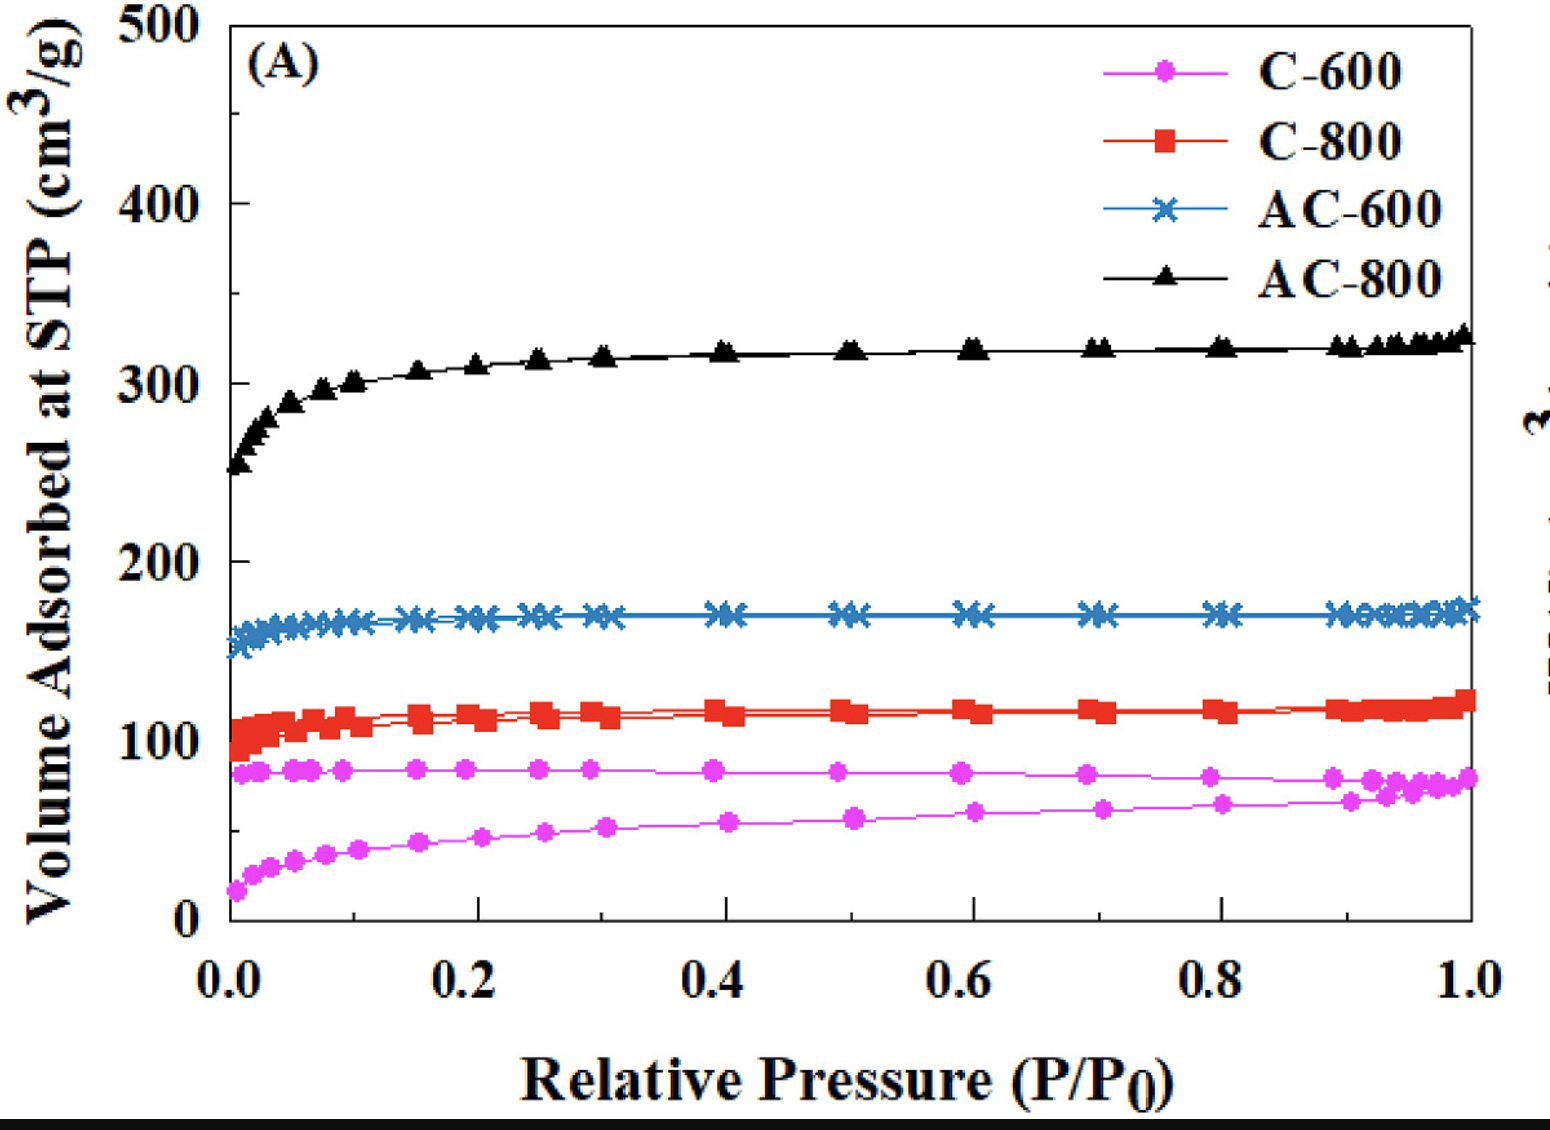 (A)
C-600
C-800
AC-600
AC-800
500
400
300
200
100
0
0.0 0.2 0.4 0.6 0.8 1.0
Volume Adsorbed at STP (cm³/g)
Relative Pressure (P/P₀)
3